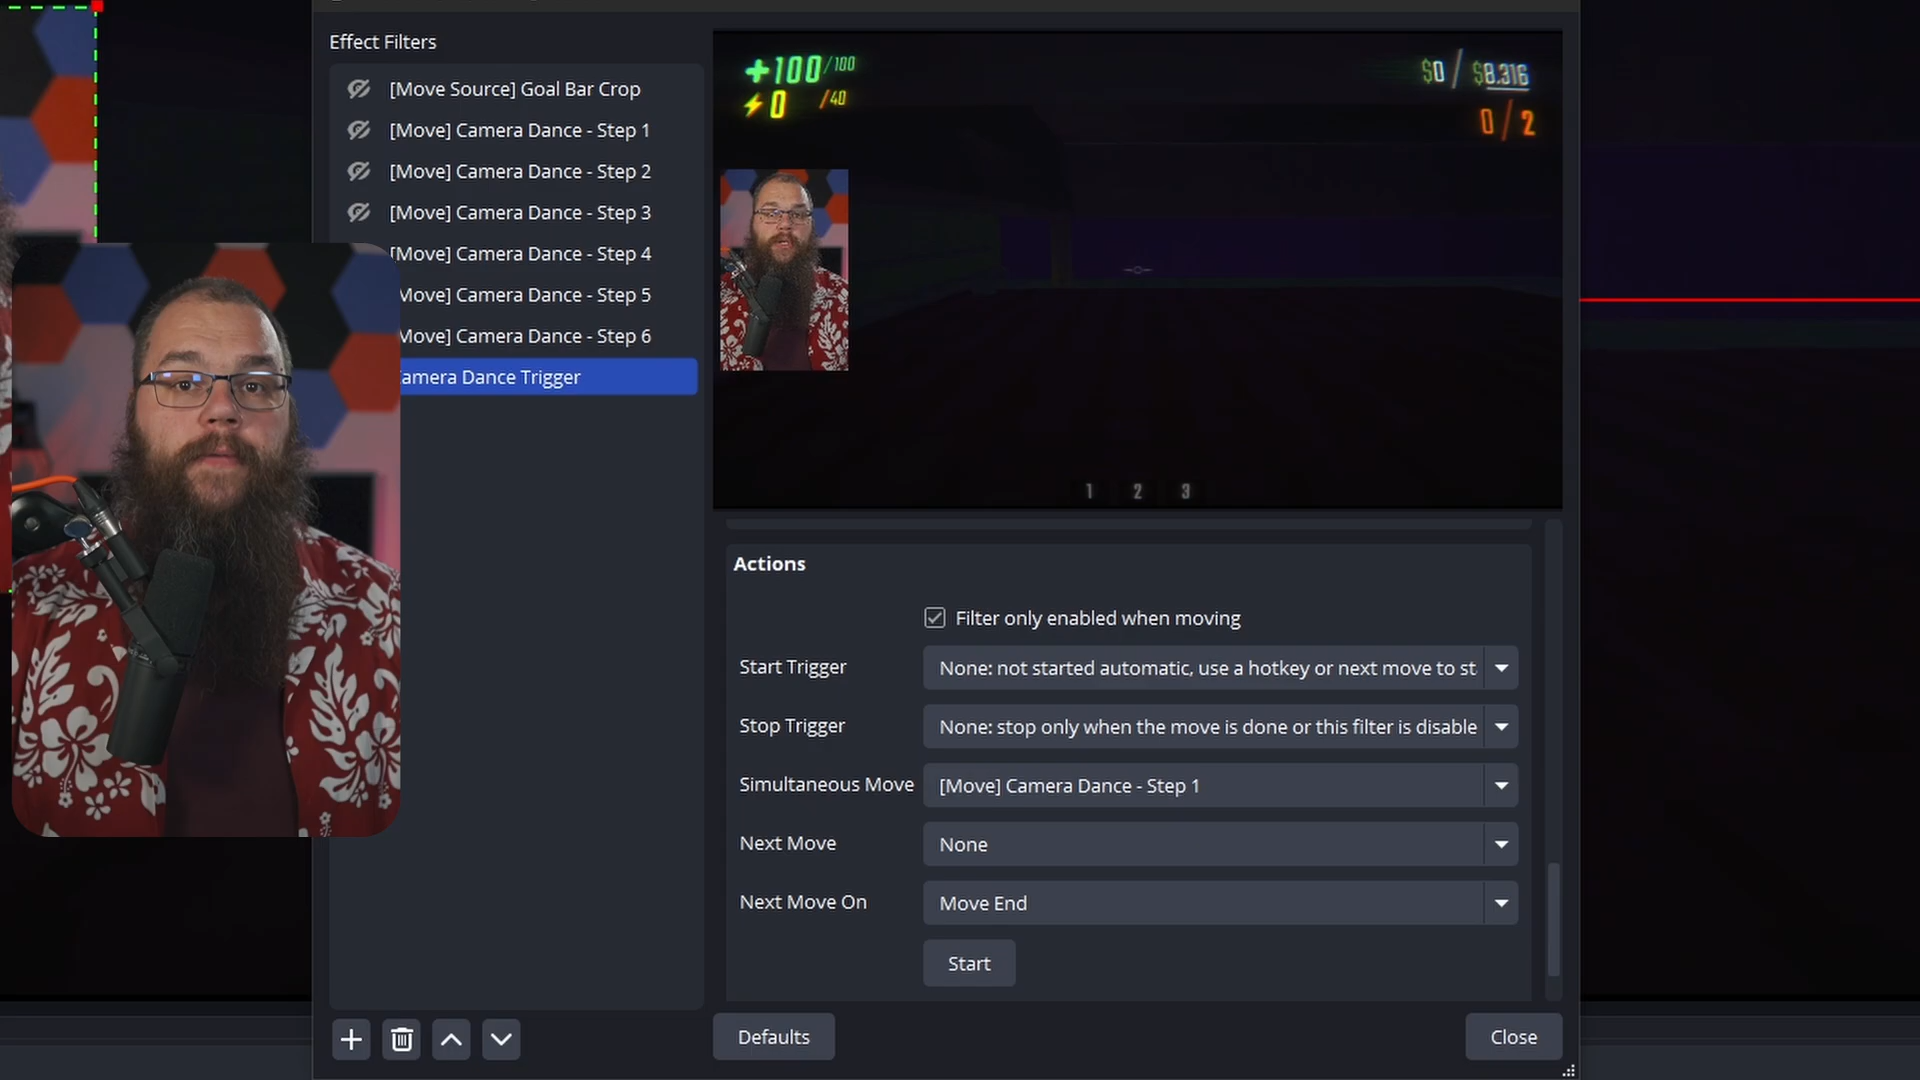 Effect Filters
[Move Source] Goal Bar Crop
[Move] Camera Dance - Step 1
[Move] Camera Dance - Step 2
[Move] Camera Dance - Step 3
[Move] Camera Dance - Step 4
Move] Camera Dance - Step 5
Move] Camera Dance - Step 6
amera Dance Trigger
+100/100
0 /40
$0 / $8.316
0 / 2
1 2 3
Actions
Filter only enabled when moving
Start Trigger
None: not started automatic, use a hotkey or next move to st
Stop Trigger
None: stop only when the move is done or this filter is disable
Simultaneous Move
[Move] Camera Dance - Step 1
Next Move
None
Next Move On
Move End
Start
Defaults
Close